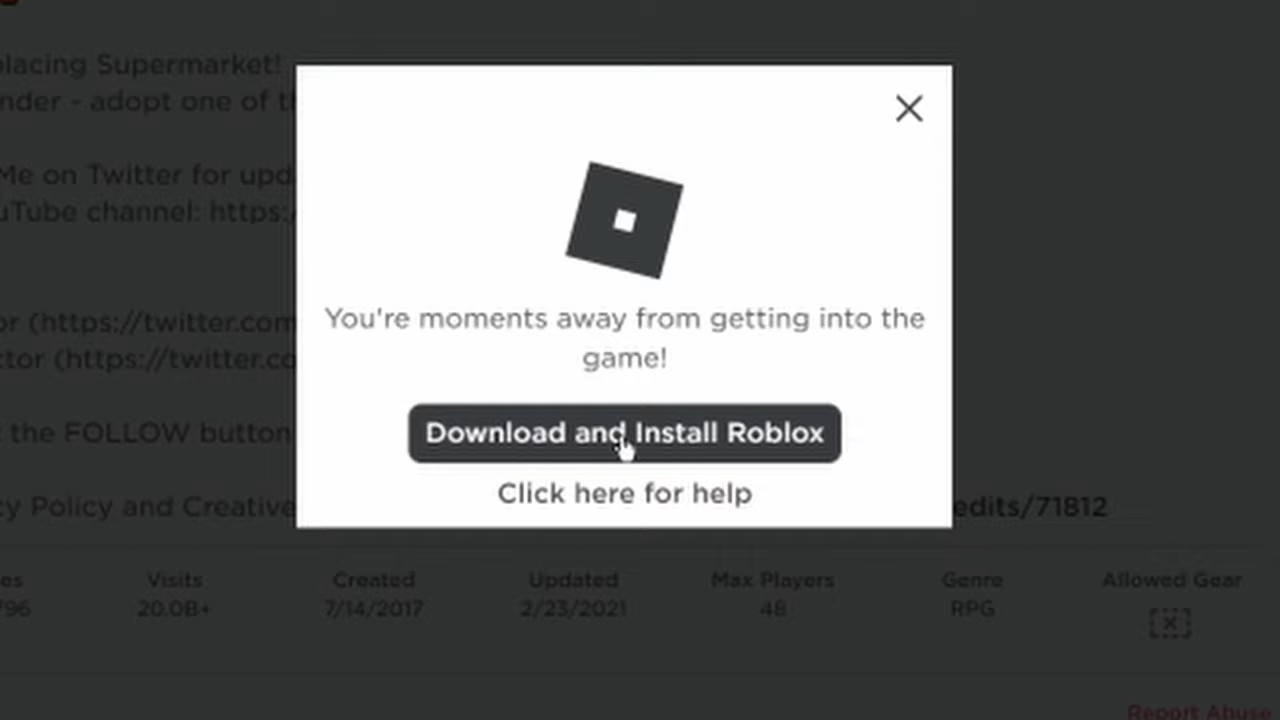 placing Supermarket!
nder - adopt one of th
Me on Twitter for upd
uTube channel: https:/
You're moments away from getting into the
game!
or (https://twitter.com
ctor (https://twitter.co
Download and Install Roblox
t the FOLLOW button
Click here for help
cy Policy and Creative
edits/71812
es Visits Created Updated Max Players Genre Allowed Gear
796 20.0B+ 7/14/2017 2/23/2021 48 RPG
Report Abuse